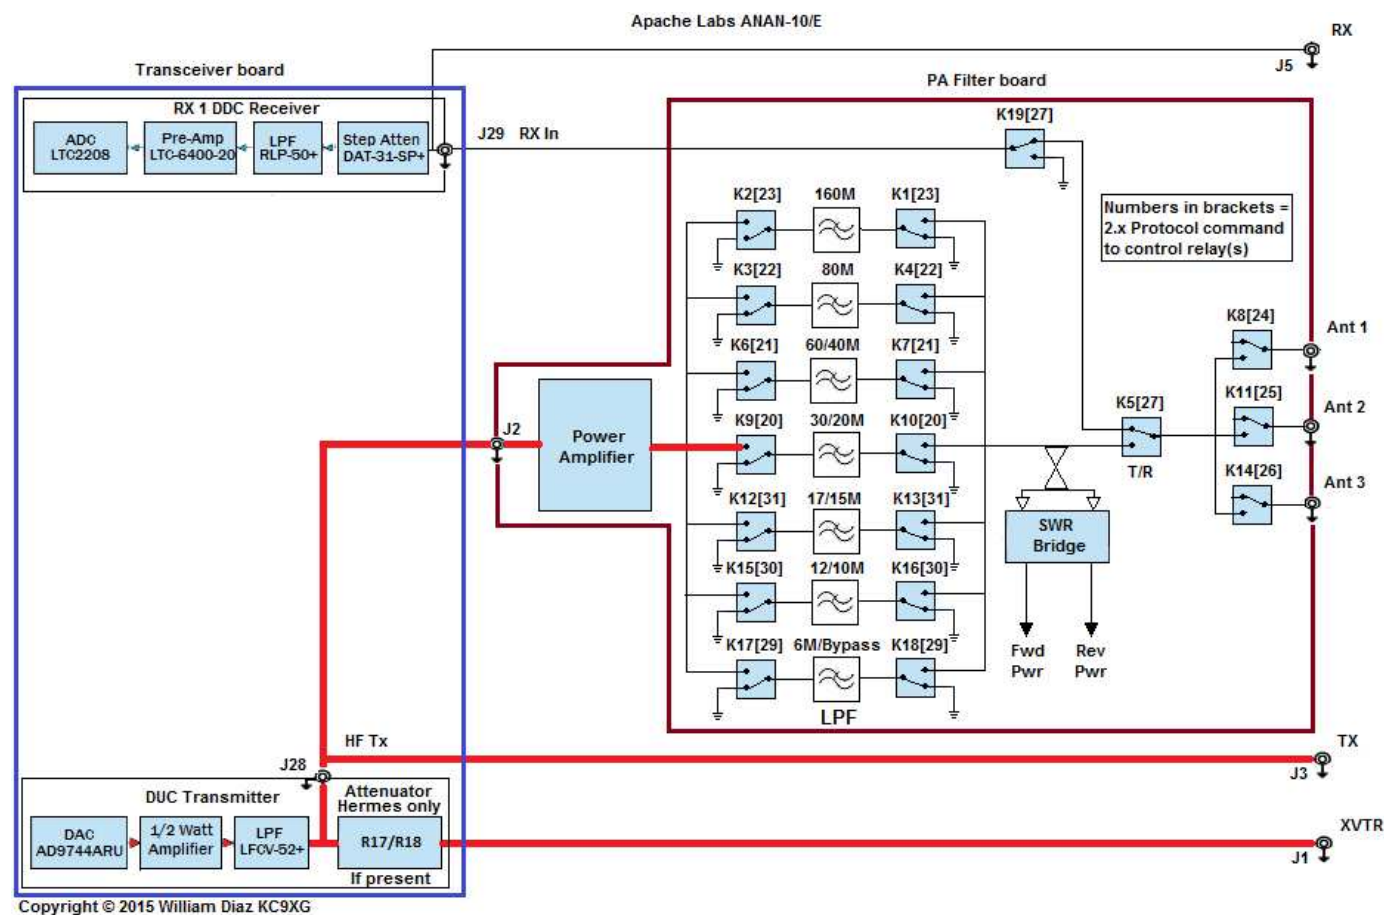 Apache Labs ANAN-10/E
RX
J5
Transceiver board
PA Filter board
RX 1 DDC Receiver
ADC
LTC2208
Pre-Amp
LTC-6400-20
LPF
RLP-50+
Step Atten
DAT-31-SP+
J29 RX In
K19[27]
Numbers in brackets =
2.x Protocol command
to control relay(s)
K2[23]
160M
K1[23]
K3[22]
80M
K4[22]
K6[21]
60/40M
K7[21]
K9[20]
30/20M
K10[20]
K12[31]
17/15M
K13[31]
K15[30]
12/10M
K16[30]
K17[29]
6M/Bypass
K18[29]
LPF
J2
Power
Amplifier
K5[27]
T/R
SWR
Bridge
Fwd
Pwr
Rev
Pwr
K8[24]
Ant 1
K11[25]
Ant 2
K14[26]
Ant 3
HF Tx
TX
J3
J28
DUC Transmitter
Attenuator
Hermes only
DAC
AD9744ARU
1/2 Watt
Amplifier
LPF
LFCV-52+
R17/R18
If present
XVTR
J1
Copyright © 2015 William Diaz KC9XG